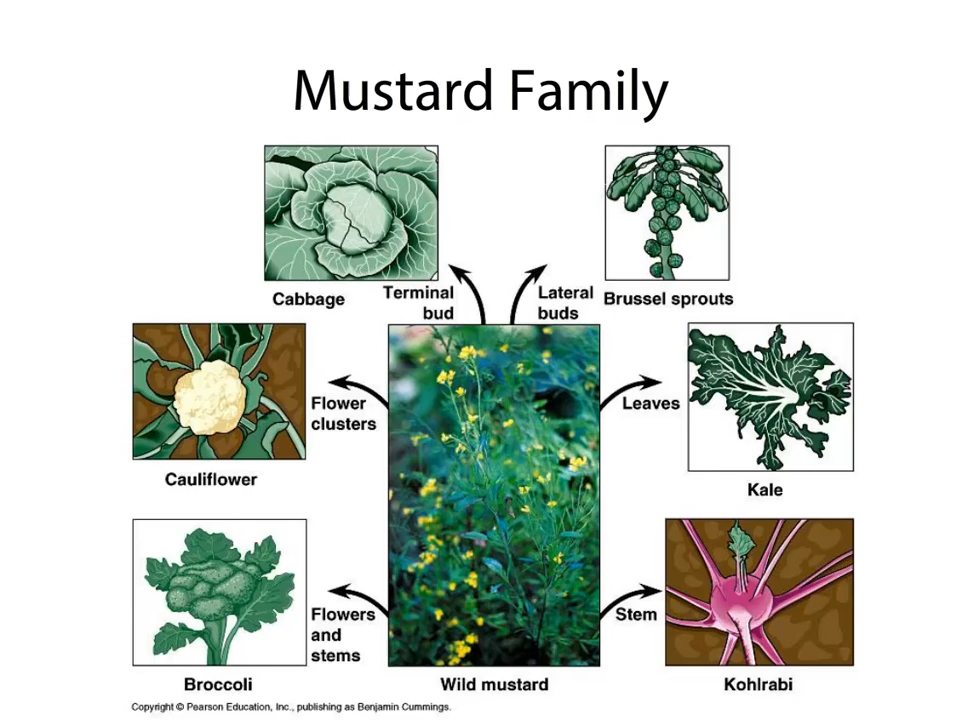 Mustard Family
Cabbage
Terminal
bud
Lateral
buds
Brussel sprouts
Flower
clusters
Cauliflower
Leaves
Kale
Flowers
and
stems
Broccoli
Wild mustard
Stem
Kohlrabi
Copyright © Pearson Education, Inc., publishing as Benjamin Cummings.